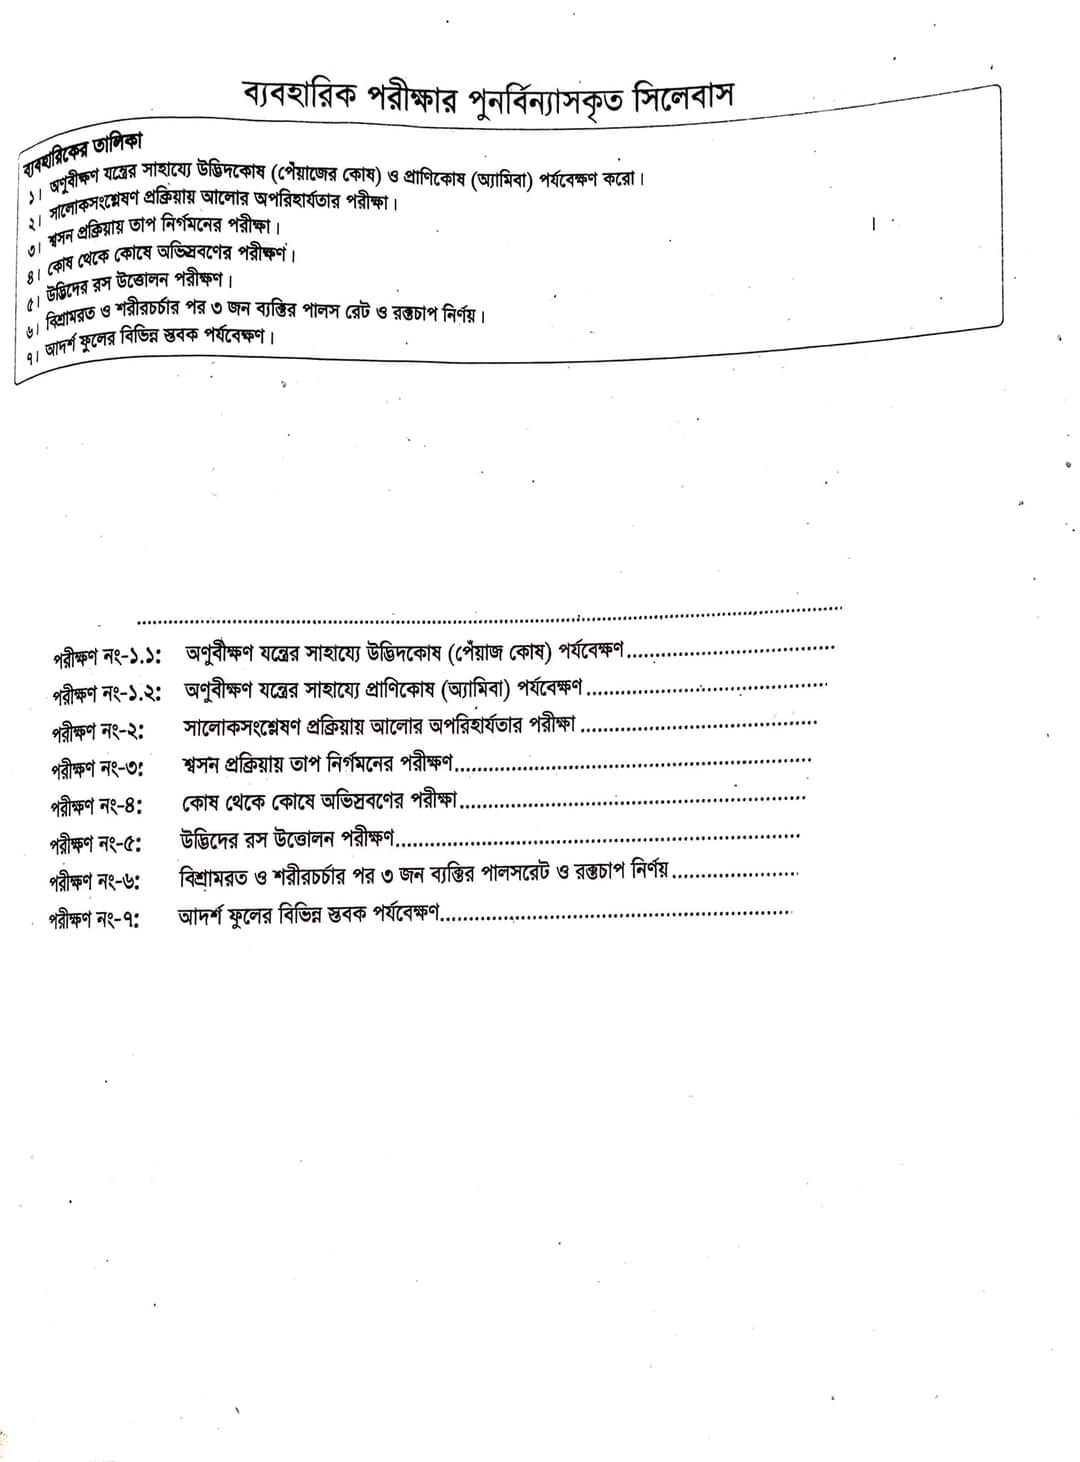 ব্যবহারিক পরীক্ষার পুনর্বিন্যাসকৃত সিলেবাস
ব্যবহারিকের তালিকা
১। অণুবীক্ষণ যন্ত্রের সাহায্যে উদ্ভিদকোষ (পেঁয়াজের কোষ) ও প্রাণিকোষ (অ্যামিবা) পর্যবেক্ষণ করো।
২। সালোকসংশ্লেষণ প্রক্রিয়ায় আলোর অপরিহার্যতার পরীক্ষা।
৩। শ্বসন প্রক্রিয়ায় তাপ নির্গমনের পরীক্ষা।
৪। কোষ থেকে কোষে অভিস্রবণের পরীক্ষণ।
৫। উদ্ভিদের রস উত্তোলন পরীক্ষণ।
৬। বিশ্রামরত ও শরীরচর্চার পর ৩ জন ব্যক্তির পালস রেট ও রক্তচাপ নির্ণয়।
৭। আদর্শ ফুলের বিভিন্ন স্তবক পর্যবেক্ষণ।
পরীক্ষণ নং-১.১: অণুবীক্ষণ যন্ত্রের সাহায্যে উদ্ভিদকোষ (পেঁয়াজ কোষ) পর্যবেক্ষণ
পরীক্ষণ নং-১.২: অণুবীক্ষণ যন্ত্রের সাহায্যে প্রাণিকোষ (অ্যামিবা) পর্যবেক্ষণ
পরীক্ষণ নং-২: সালোকসংশ্লেষণ প্রক্রিয়ায় আলোর অপরিহার্যতার পরীক্ষা
পরীক্ষণ নং-৩: শ্বসন প্রক্রিয়ায় তাপ নির্গমনের পরীক্ষণ
পরীক্ষণ নং-৪: কোষ থেকে কোষে অভিস্রবণের পরীক্ষা
পরীক্ষণ নং-৫: উদ্ভিদের রস উত্তোলন পরীক্ষণ
পরীক্ষণ নং-৬: বিশ্রামরত ও শরীরচর্চার পর ৩ জন ব্যক্তির পালসরেট ও রক্তচাপ নির্ণয়
পরীক্ষণ নং-৭: আদর্শ ফুলের বিভিন্ন স্তবক পর্যবেক্ষণ